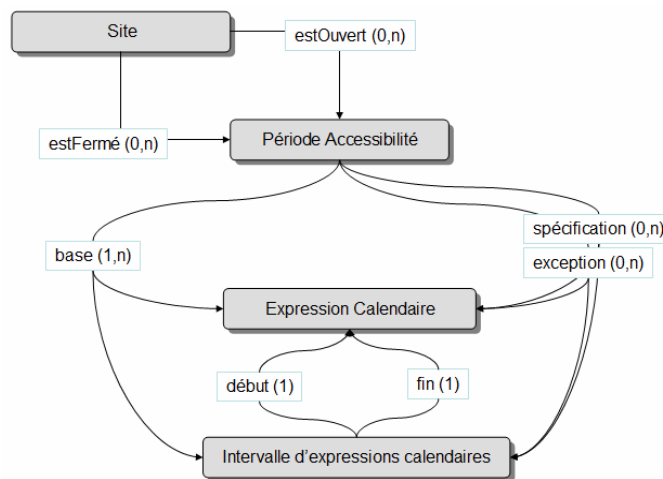 Site
estOuvert (0,n)
estFermé (0,n)
Période Accessibilité
spécification (0,n)
base (1,n)
exception (0,n)
Expression Calendaire
début (1)
fin (1)
Intervalle d'expressions calendaires